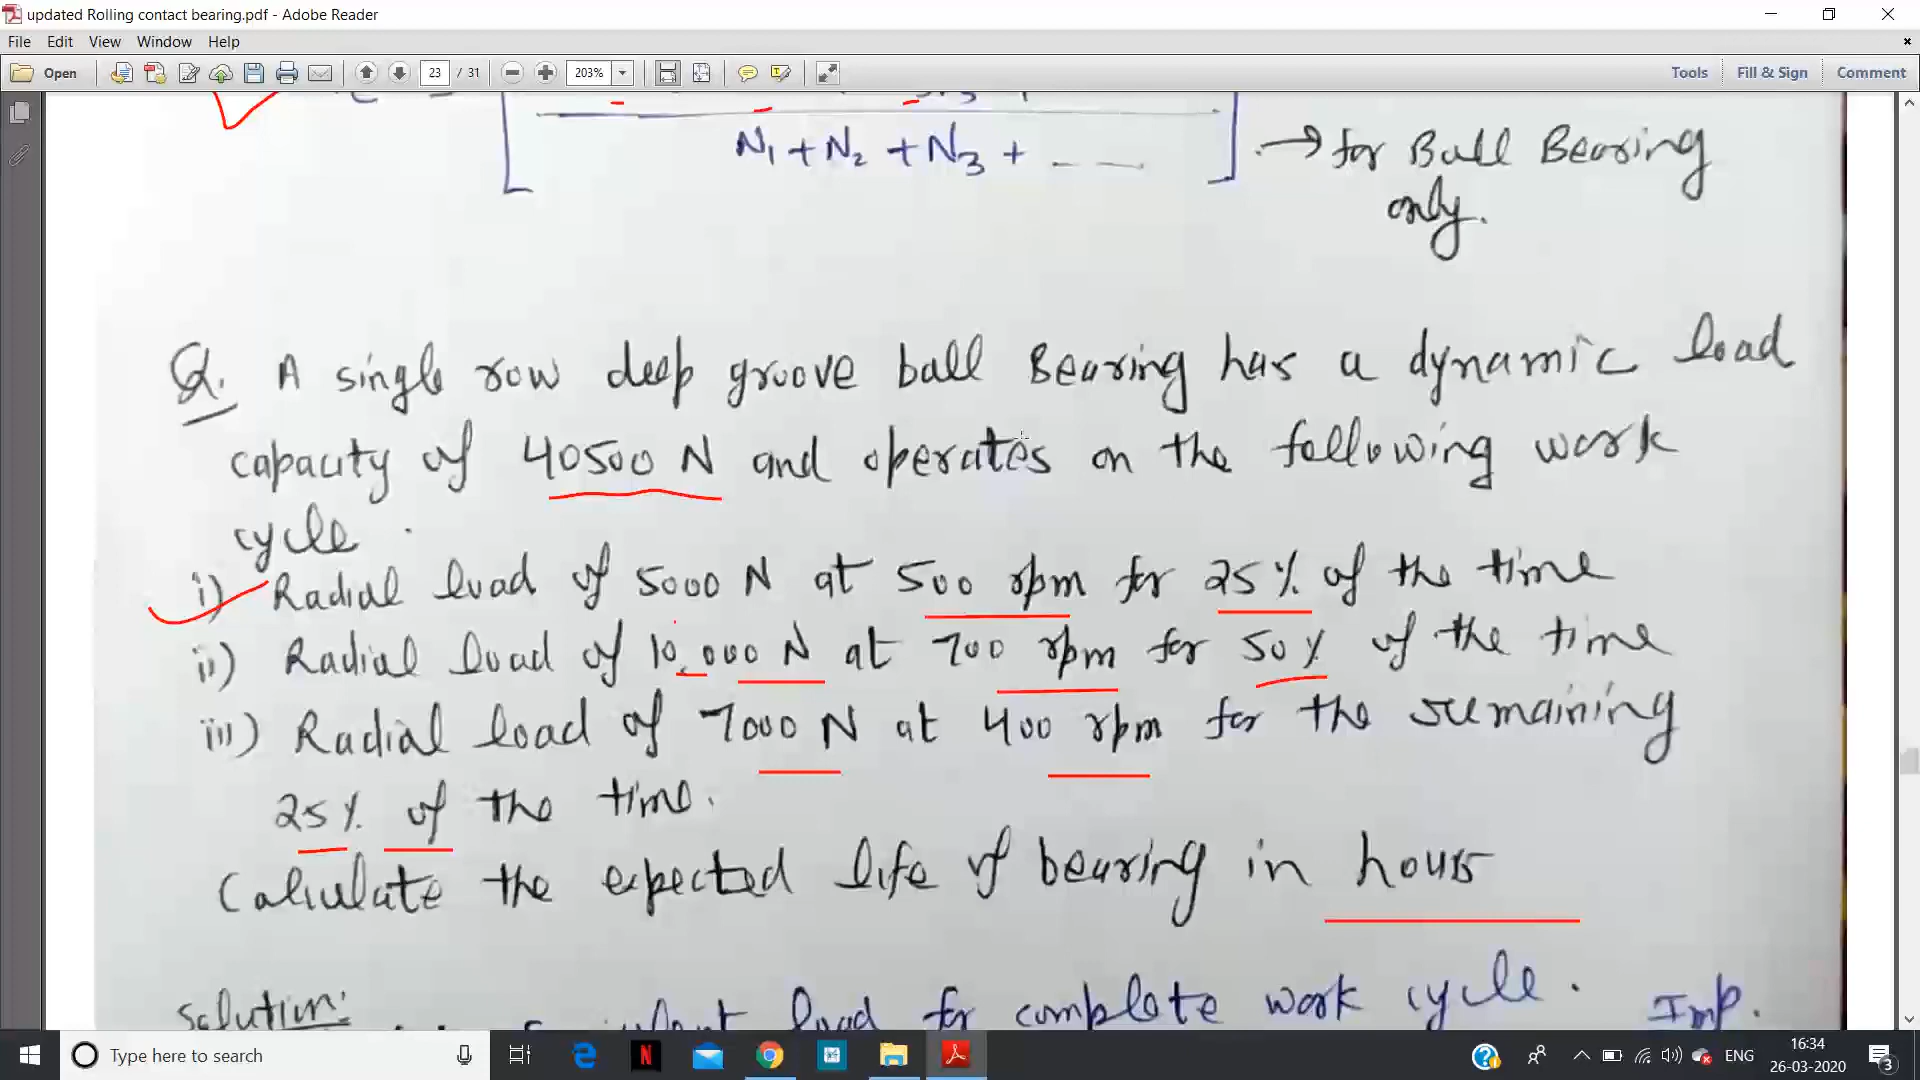 updated Rolling contact bearing.pdf - Adobe Reader
File Edit View Window Help
Open 23 / 31 203% Tools Fill & Sign Comment
N1 + N2 + N3 + _ _ → for Ball Bearing
only.
Q. A single row deep groove ball Bearing has a dynamic load
capacity of 40500 N and operates on the following work
cycle.
i) Radial load of 5000 N at 500 rpm for 25% of the time
ii) Radial load of 10,000 N at 700 rpm for 50% of the time
iii) Radial load of 7000 N at 400 rpm for the remaining
25% of the time.
Calculate the expected life of bearing in hours
Solution: load for complete work cycle. Imp.
Type here to search ENG 16:34
26-03-2020 3